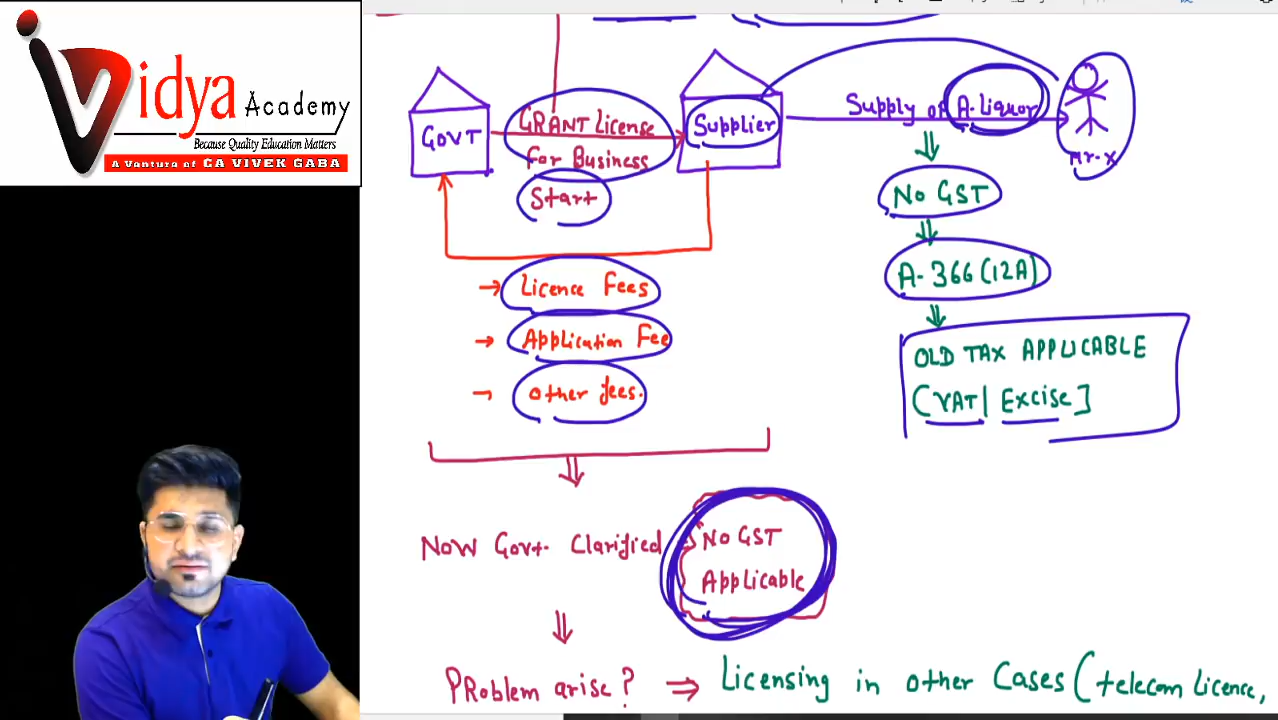 Vidya Academy
Because Quality Education Matters
A Ventura of CA VIVEK GABA
GOVT
GRANT License
For Business
Start
Supplier
Supply of A-Liquor
Mr-X
No GST
A-366(12A)
OLD TAX APPLICABLE
(VAT| Excise]
→ Licence Fees
→ Application Fee
→ other fees.
NOW Govt- Clarified → No GST
Applicable
PRoblem arise? ⇒ Licensing in other Cases (telecom Licence,